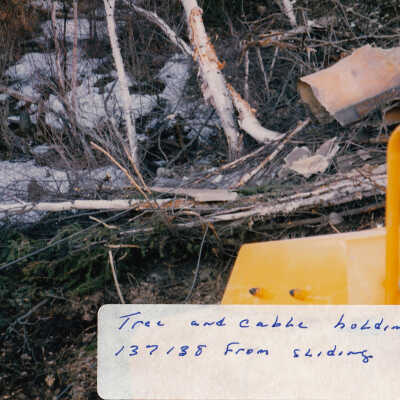 Tree and cable holdin
137138 From sliding